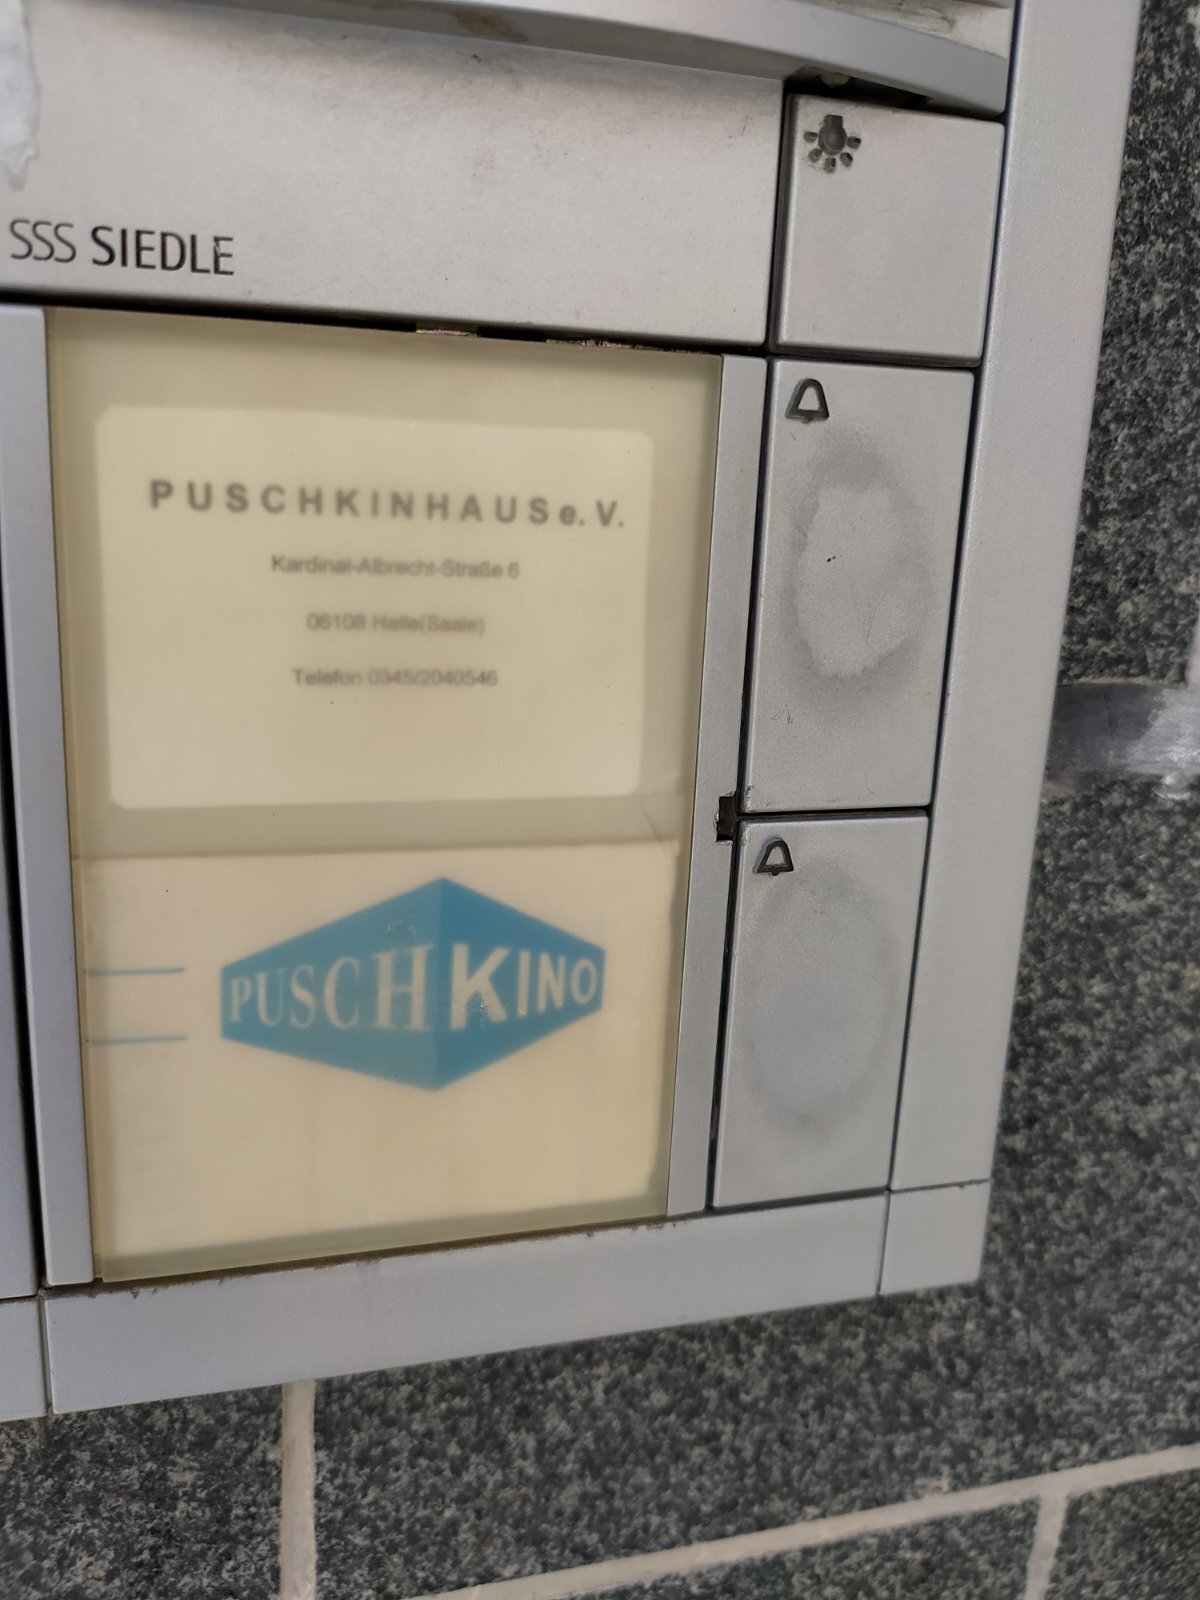 SSS SIEDLE
PUSCHKINHAUS e. V.
Kardinal-Albrecht-Straße 6
06108 Halle(Saale)
Telefon 0345/2040546
PUSCHKINO